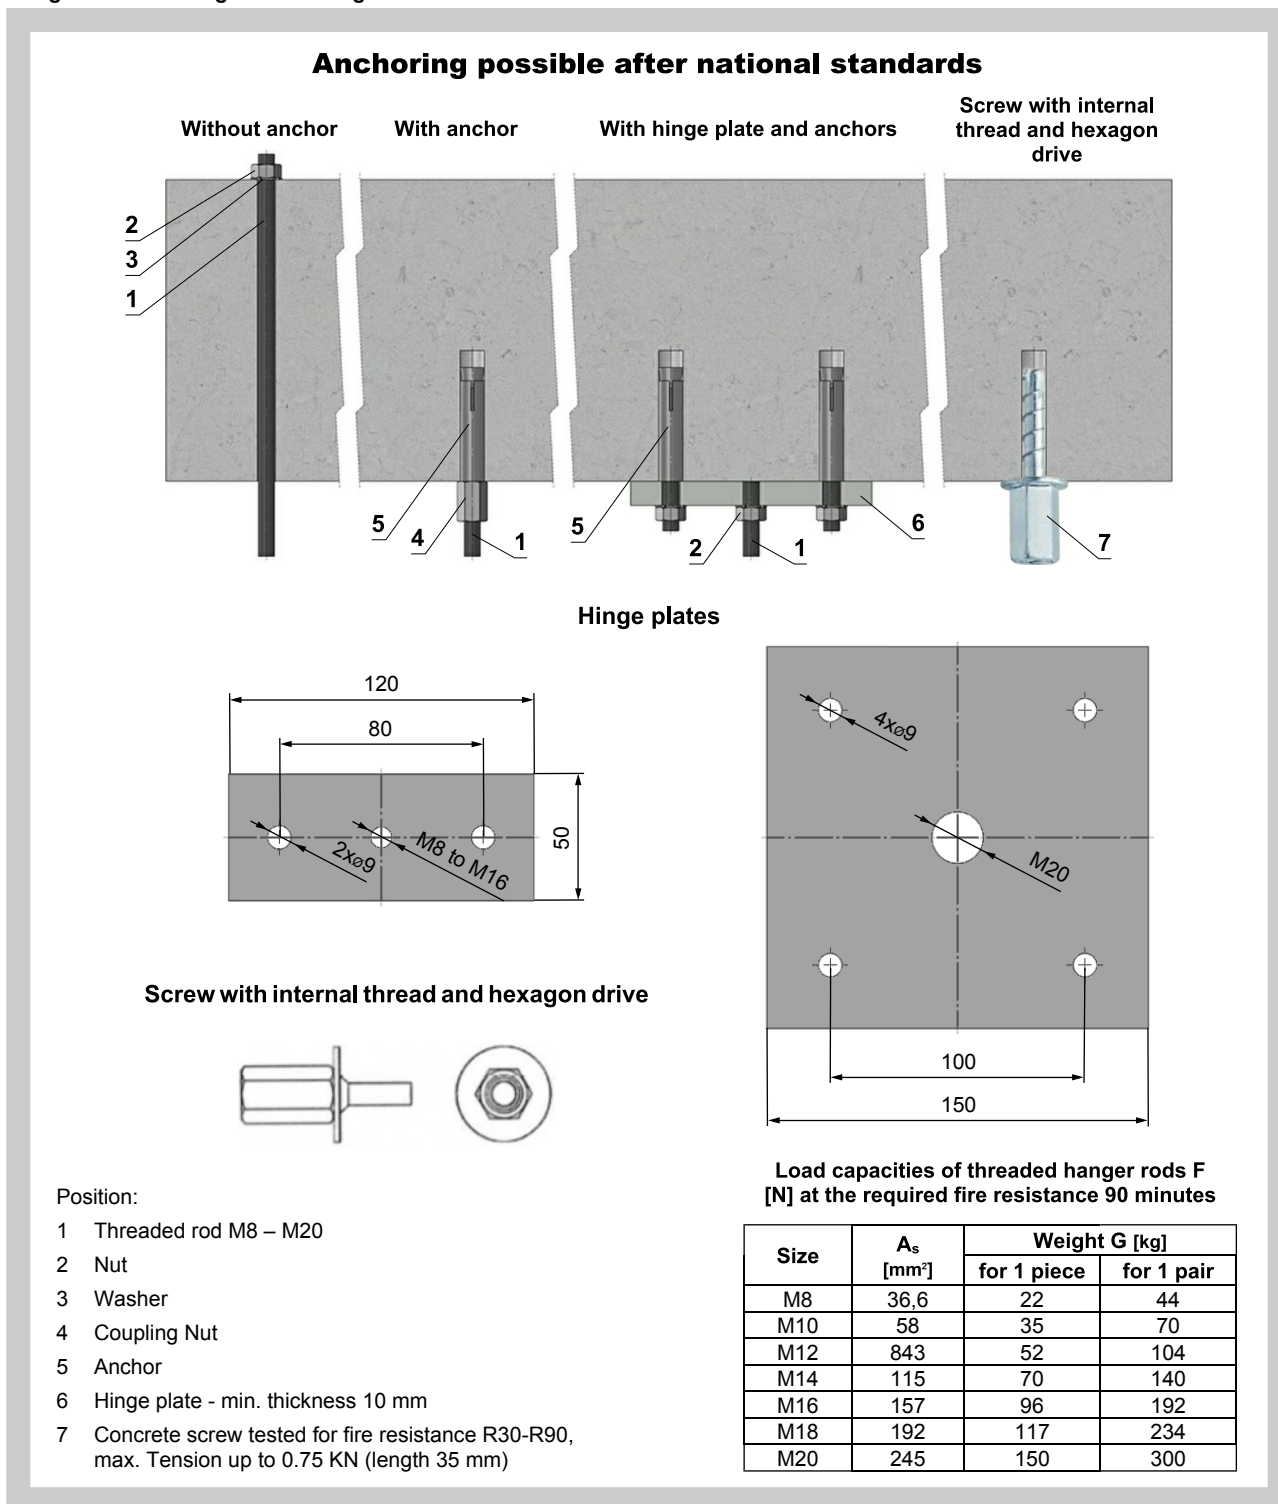 Anchoring possible after national standards
Without anchor
With anchor
With hinge plate and anchors
Screw with internal
thread and hexagon
drive
2
3
1
5
4
1
5
2
1
6
7
Hinge plates
120
80
50
2xø9
M8 to M16
4xø9
M20
100
150
Screw with internal thread and hexagon drive
Position:
1 Threaded rod M8 – M20
2 Nut
3 Washer
4 Coupling Nut
5 Anchor
6 Hinge plate - min. thickness 10 mm
7 Concrete screw tested for fire resistance R30-R90,
max. Tension up to 0.75 KN (length 35 mm)
Load capacities of threaded hanger rods F
[N] at the required fire resistance 90 minutes
Size As [mm²] Weight G [kg]
for 1 piece for 1 pair
M8 36,6 22 44
M10 58 35 70
M12 843 52 104
M14 115 70 140
M16 157 96 192
M18 192 117 234
M20 245 150 300